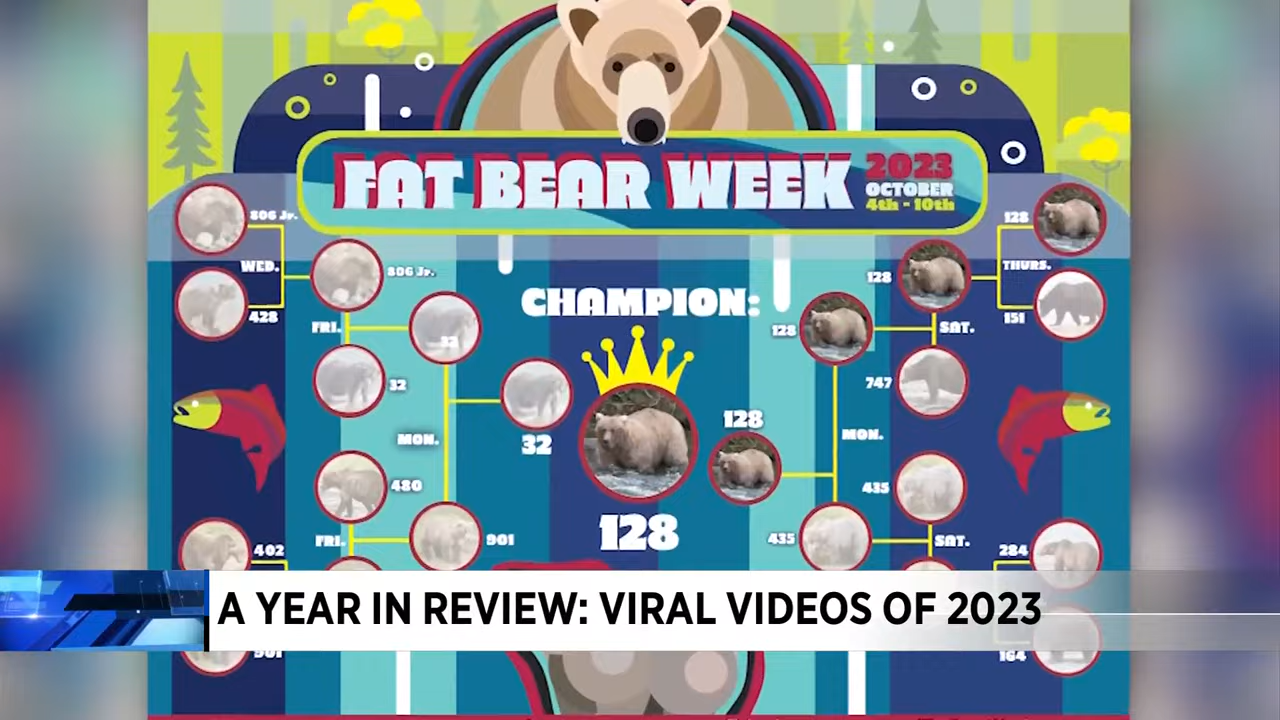 FAT BEAR WEEK
2023
OCTOBER
4th - 10th
806 Jr.
WED.
428
806 Jr.
FRI.
32
32
MON.
32
480
FRI.
901
402
901
CHAMPION:
128
128
128
MON.
435
128
SAT.
747
435
SAT.
128
THURS.
151
284
164
A YEAR IN REVIEW: VIRAL VIDEOS OF 2023